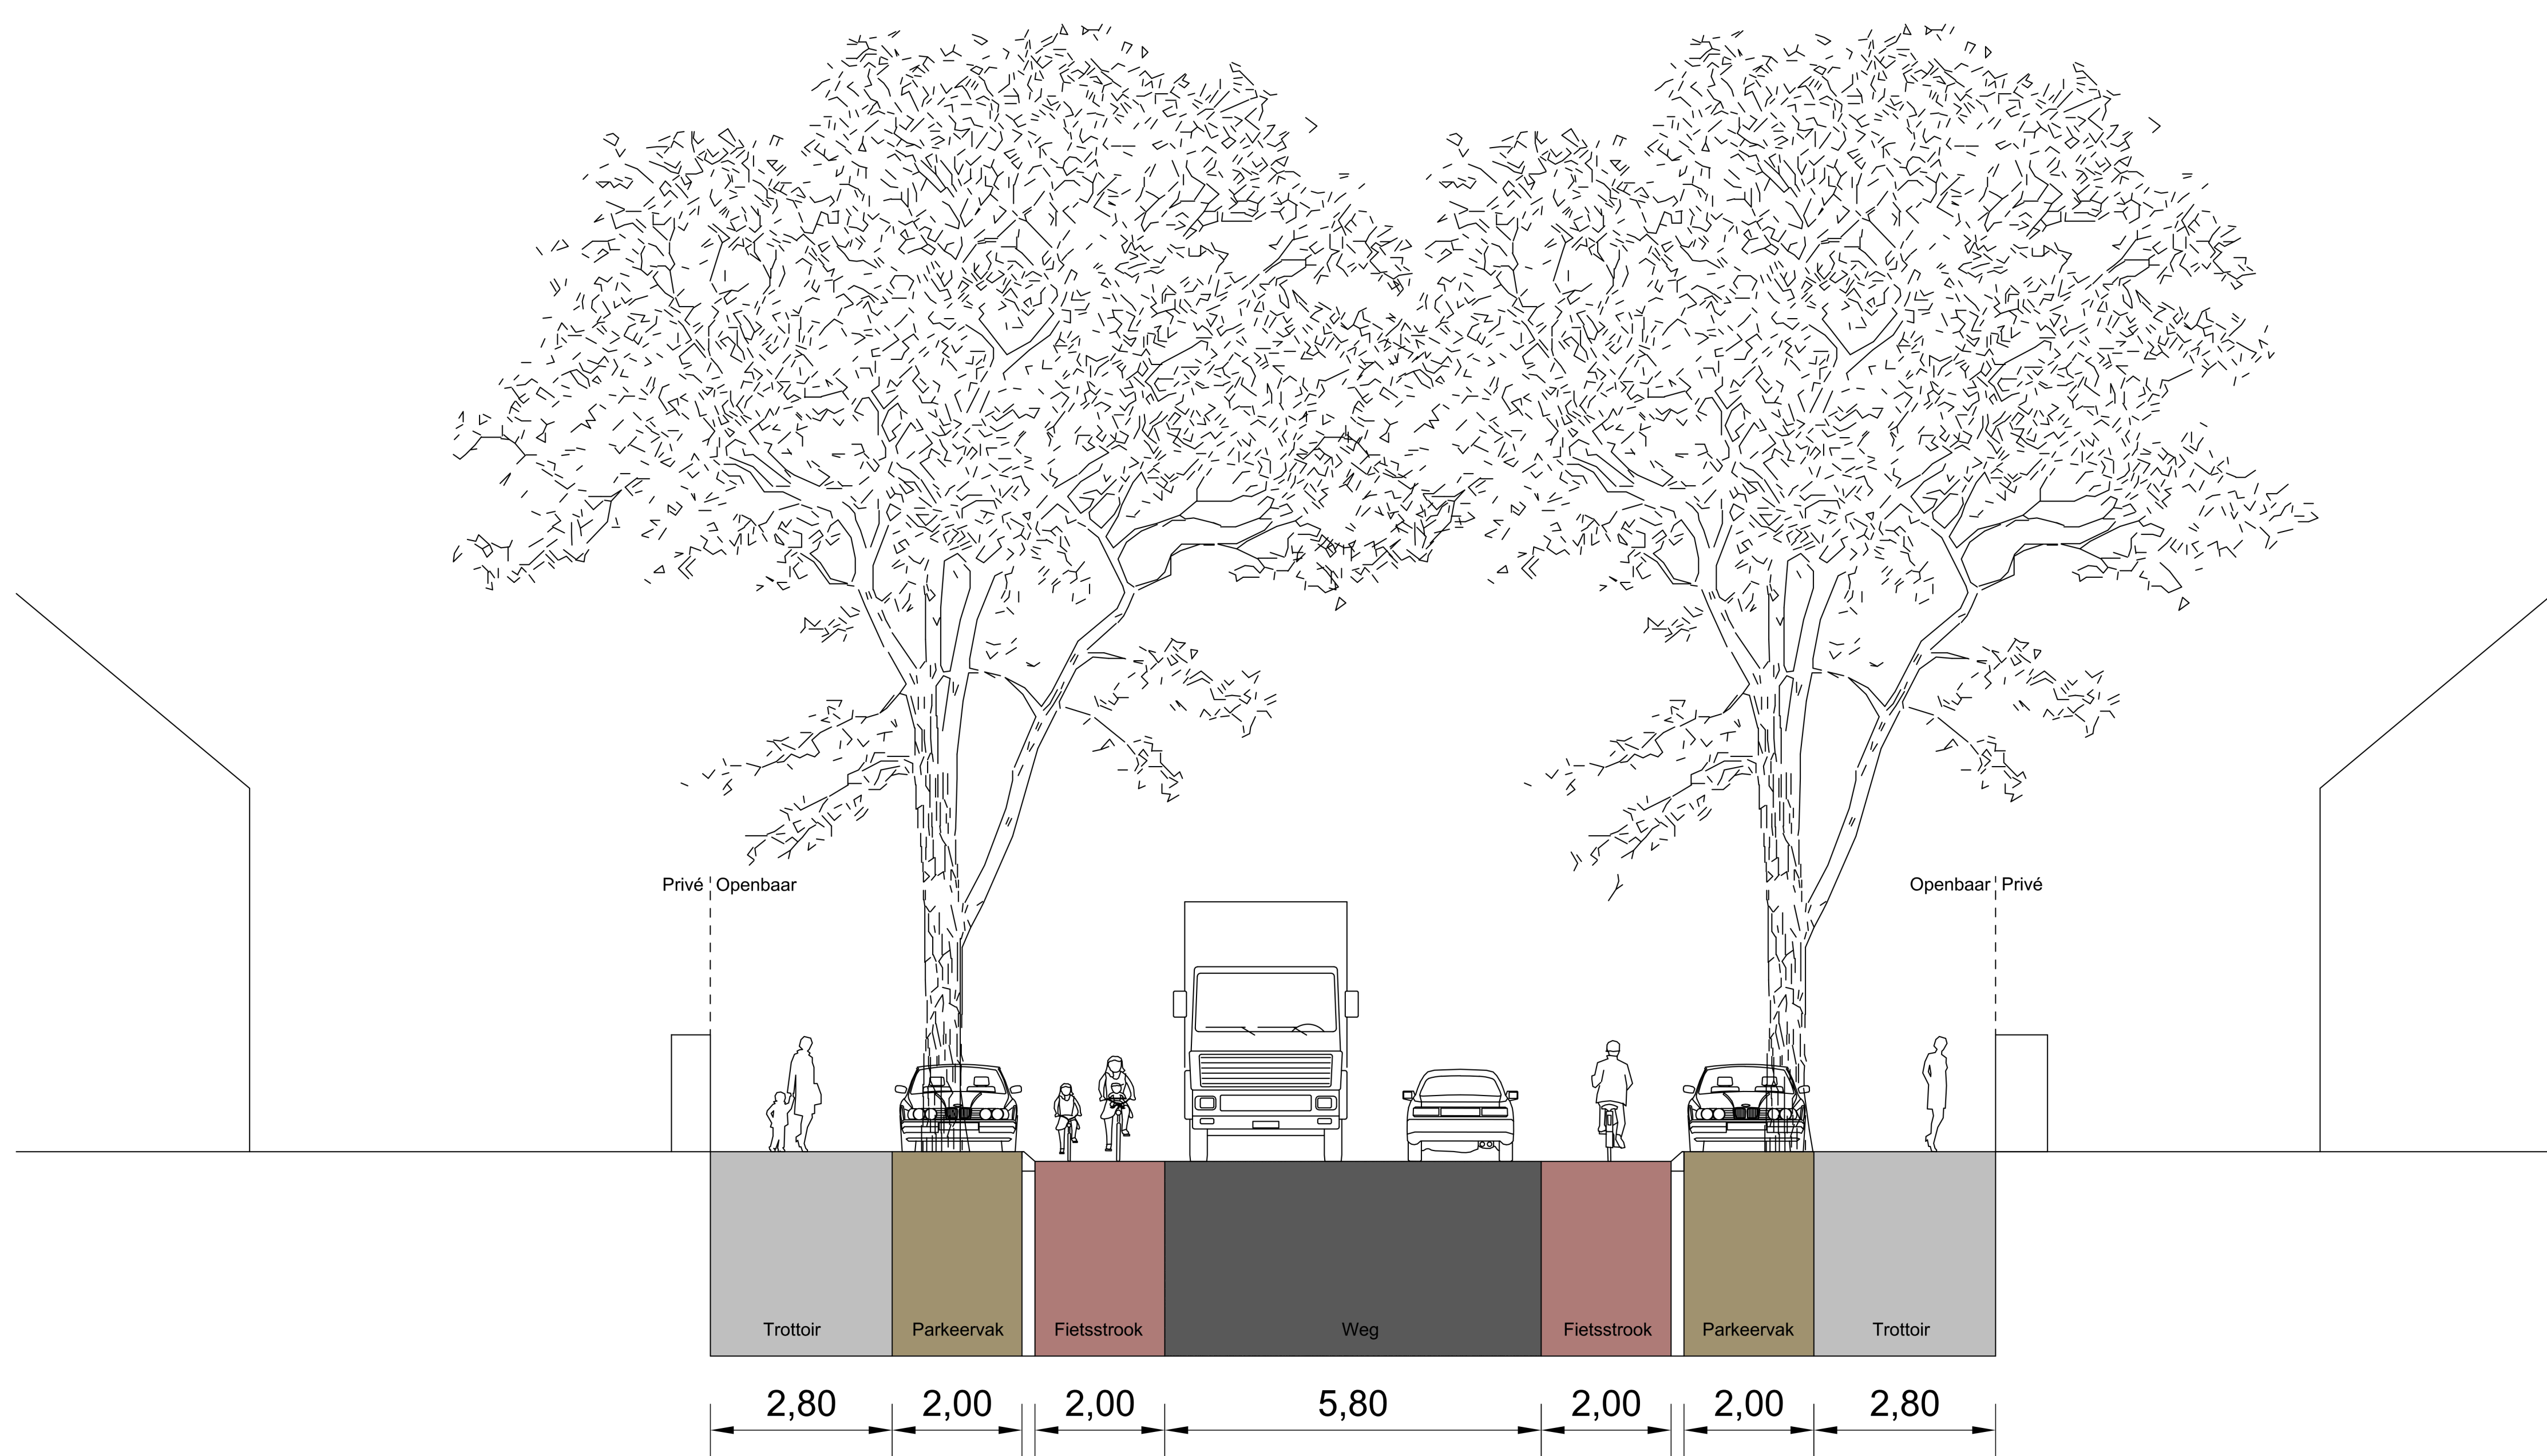 Privé Openbaar
Openbaar Privé
Trottoir Parkeervak Fietsstrook Weg Fietsstrook Parkeervak Trottoir
2,80 2,00 2,00 5,80 2,00 2,00 2,80